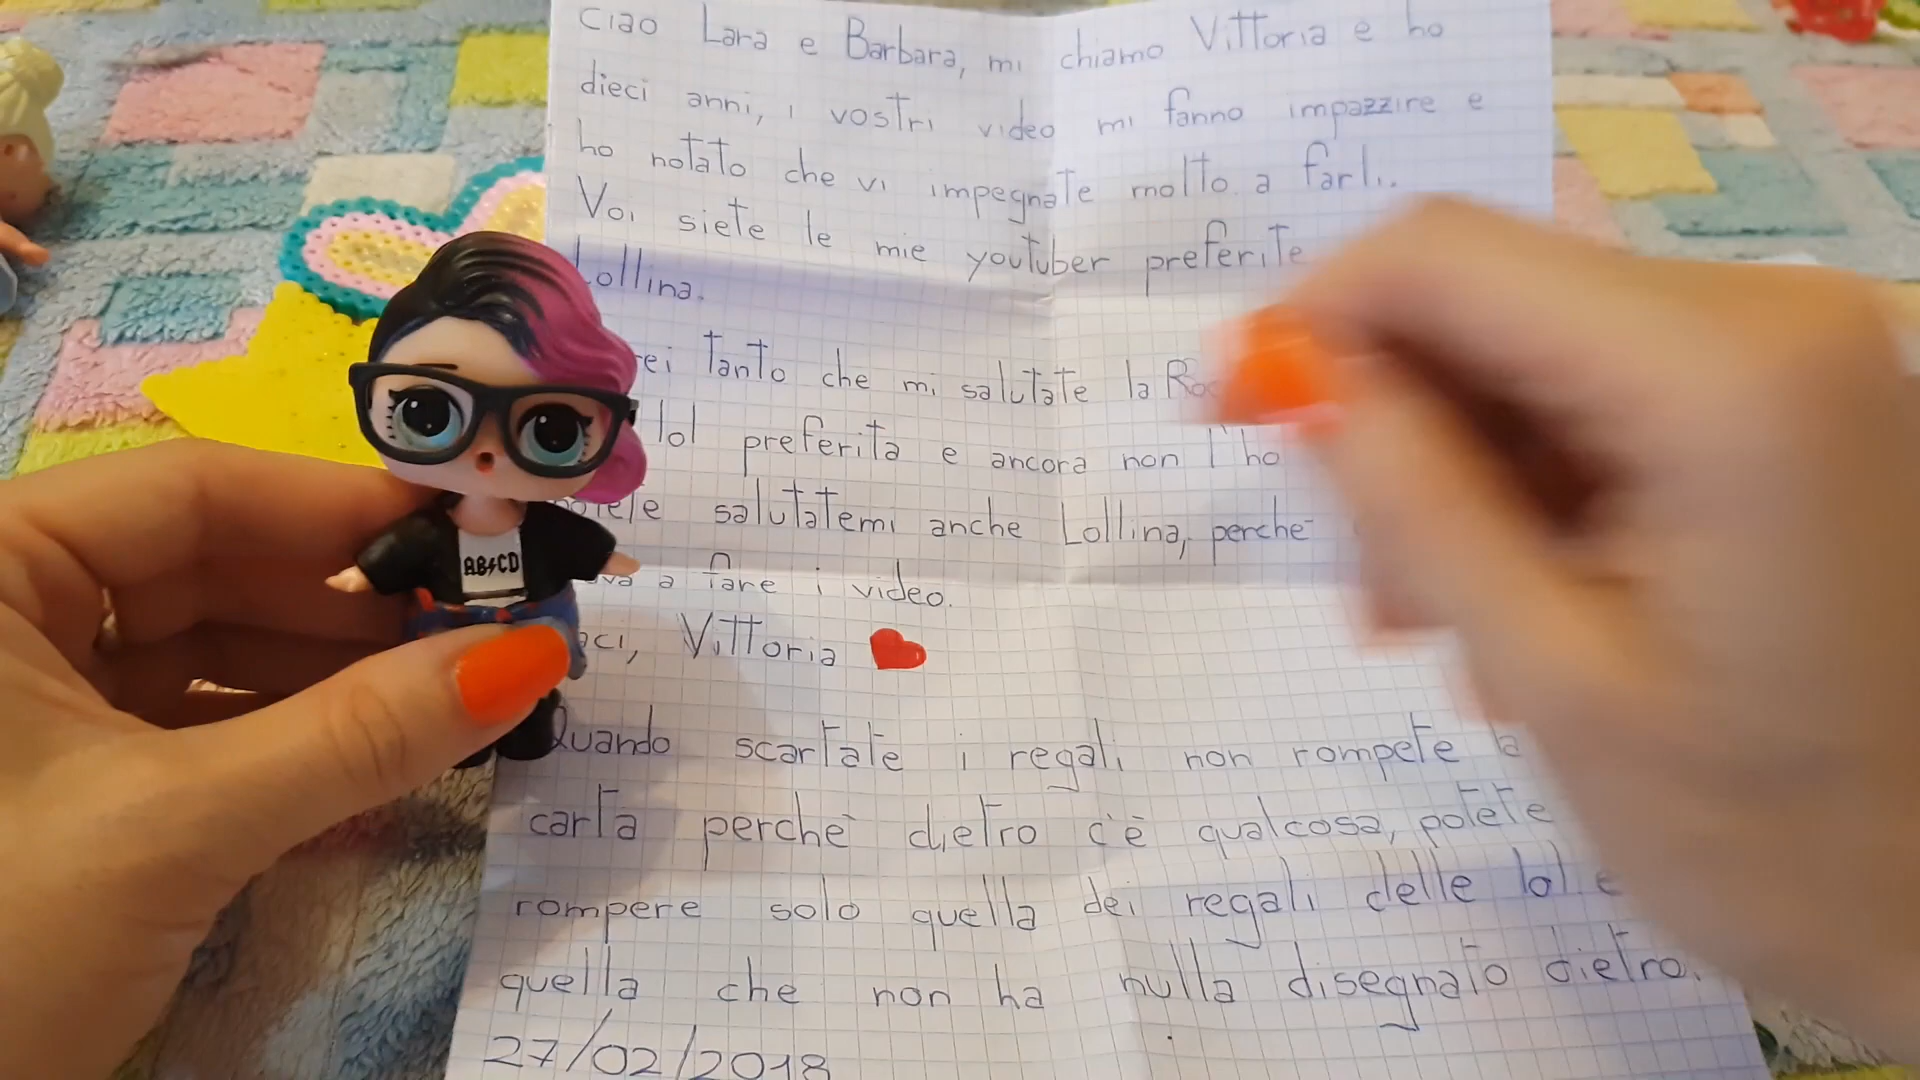 Ciao Lara e Barbara, mi chiamo Vittoria e ho
dieci anni, i vostri video mi fanno impazzire e
ho notato che vi impegnate molto a farli.
Voi siete le mie youtuber preferite
Lollina.
tanto che mi salutate la
lol preferita e ancora non l'ho
salutatemi anche Lollina, perchè
a fare i video.
Vittoria
Quando scartate i regali non rompete la
carta perchè dietro c'è qualcosa, potete
rompere solo quella dei regali delle lol e
quella che non ha nulla disegnato dietro.
27/02/2018
AB⚡CD